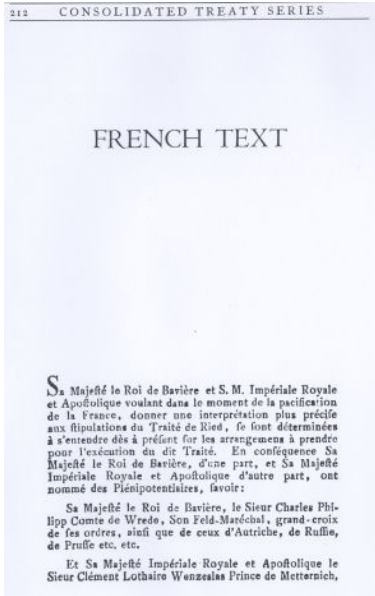 212 CONSOLIDATED TREATY SERIES
FRENCH TEXT
Sa Majeſté le Roi de Bavière et S. M. Impériale Royale
et Apoſtolique voulant dans le moment de la pacification
de la France, donner une interprétation plus préciſe
aux ſtipulations du Traité de Ried, ſe ſont déterminées
à s'entendre dès à préſent ſur les arrangemens à prendre
pour l'exécution du dit Traité. En conſéquence Sa
Majeſté le Roi de Bavière, d'une part, et Sa Majeſté
Impériale Royale et Apoſtolique d'autre part, ont
nommé des Plénipotentiaires, ſavoir:
Sa Majeſté le Roi de Bavière, le Sieur Charles Phi-
lipp Comte de Wrede, Son Feld-Maréchal, grand-croix
de ſes ordres, ainſi que de ceux d'Autriche, de Ruſſie,
de Pruſſe etc. etc.
Et Sa Majeſté Impériale Royale et Apoſtolique le
Sieur Clément Lothaire Wenzeslas Prince de Metternich,